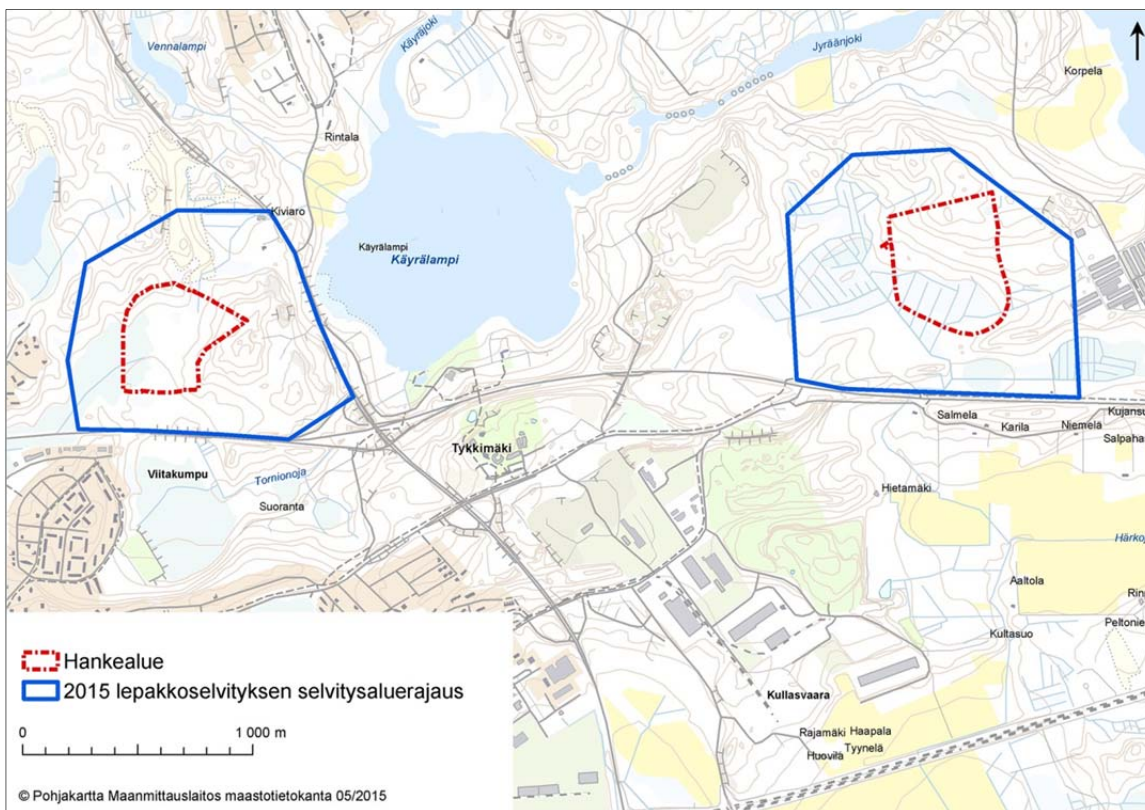 Vennalampi
Käyräjoki
Jyräänjoki
Korpela
Rintala
Kiviaro
Käyrälampi
Käyrälampi
Salmela
Karila
Niemelä
Kujansu
Salpaha
Tykkimäki
Viitakumpu
Tornionoja
Suoranta
Hietamäki
Härko
Aaltola
Rin
Peltonie
Kultasuo
Kullasvaara
Rajamäki
Haapala
Huovila
Tyynelä
Hankealue
2015 lepakkoselvityksen selvitysaluerajaus
0 1 000 m
© Pohjakartta Maanmittauslaitos maastotietokanta 05/2015